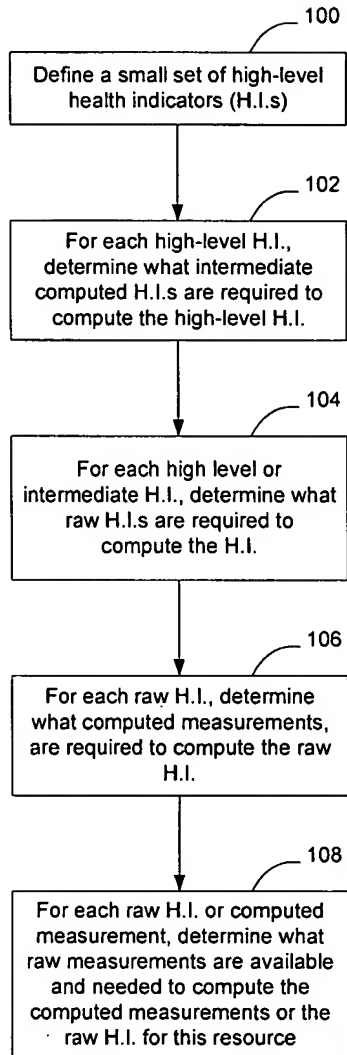 100
Define a small set of high-level
health indicators (H.I.s)
102
For each high-level H.I.,
determine what intermediate
computed H.I.s are required to
compute the high-level H.I.
104
For each high level or
intermediate H.I., determine what
raw H.I.s are required to
compute the H.I.
106
For each raw H.I., determine
what computed measurements,
are required to compute the raw
H.I.
108
For each raw H.I. or computed
measurement, determine what
raw measurements are available
and needed to compute the
computed measurements or the
raw H.I. for this resource